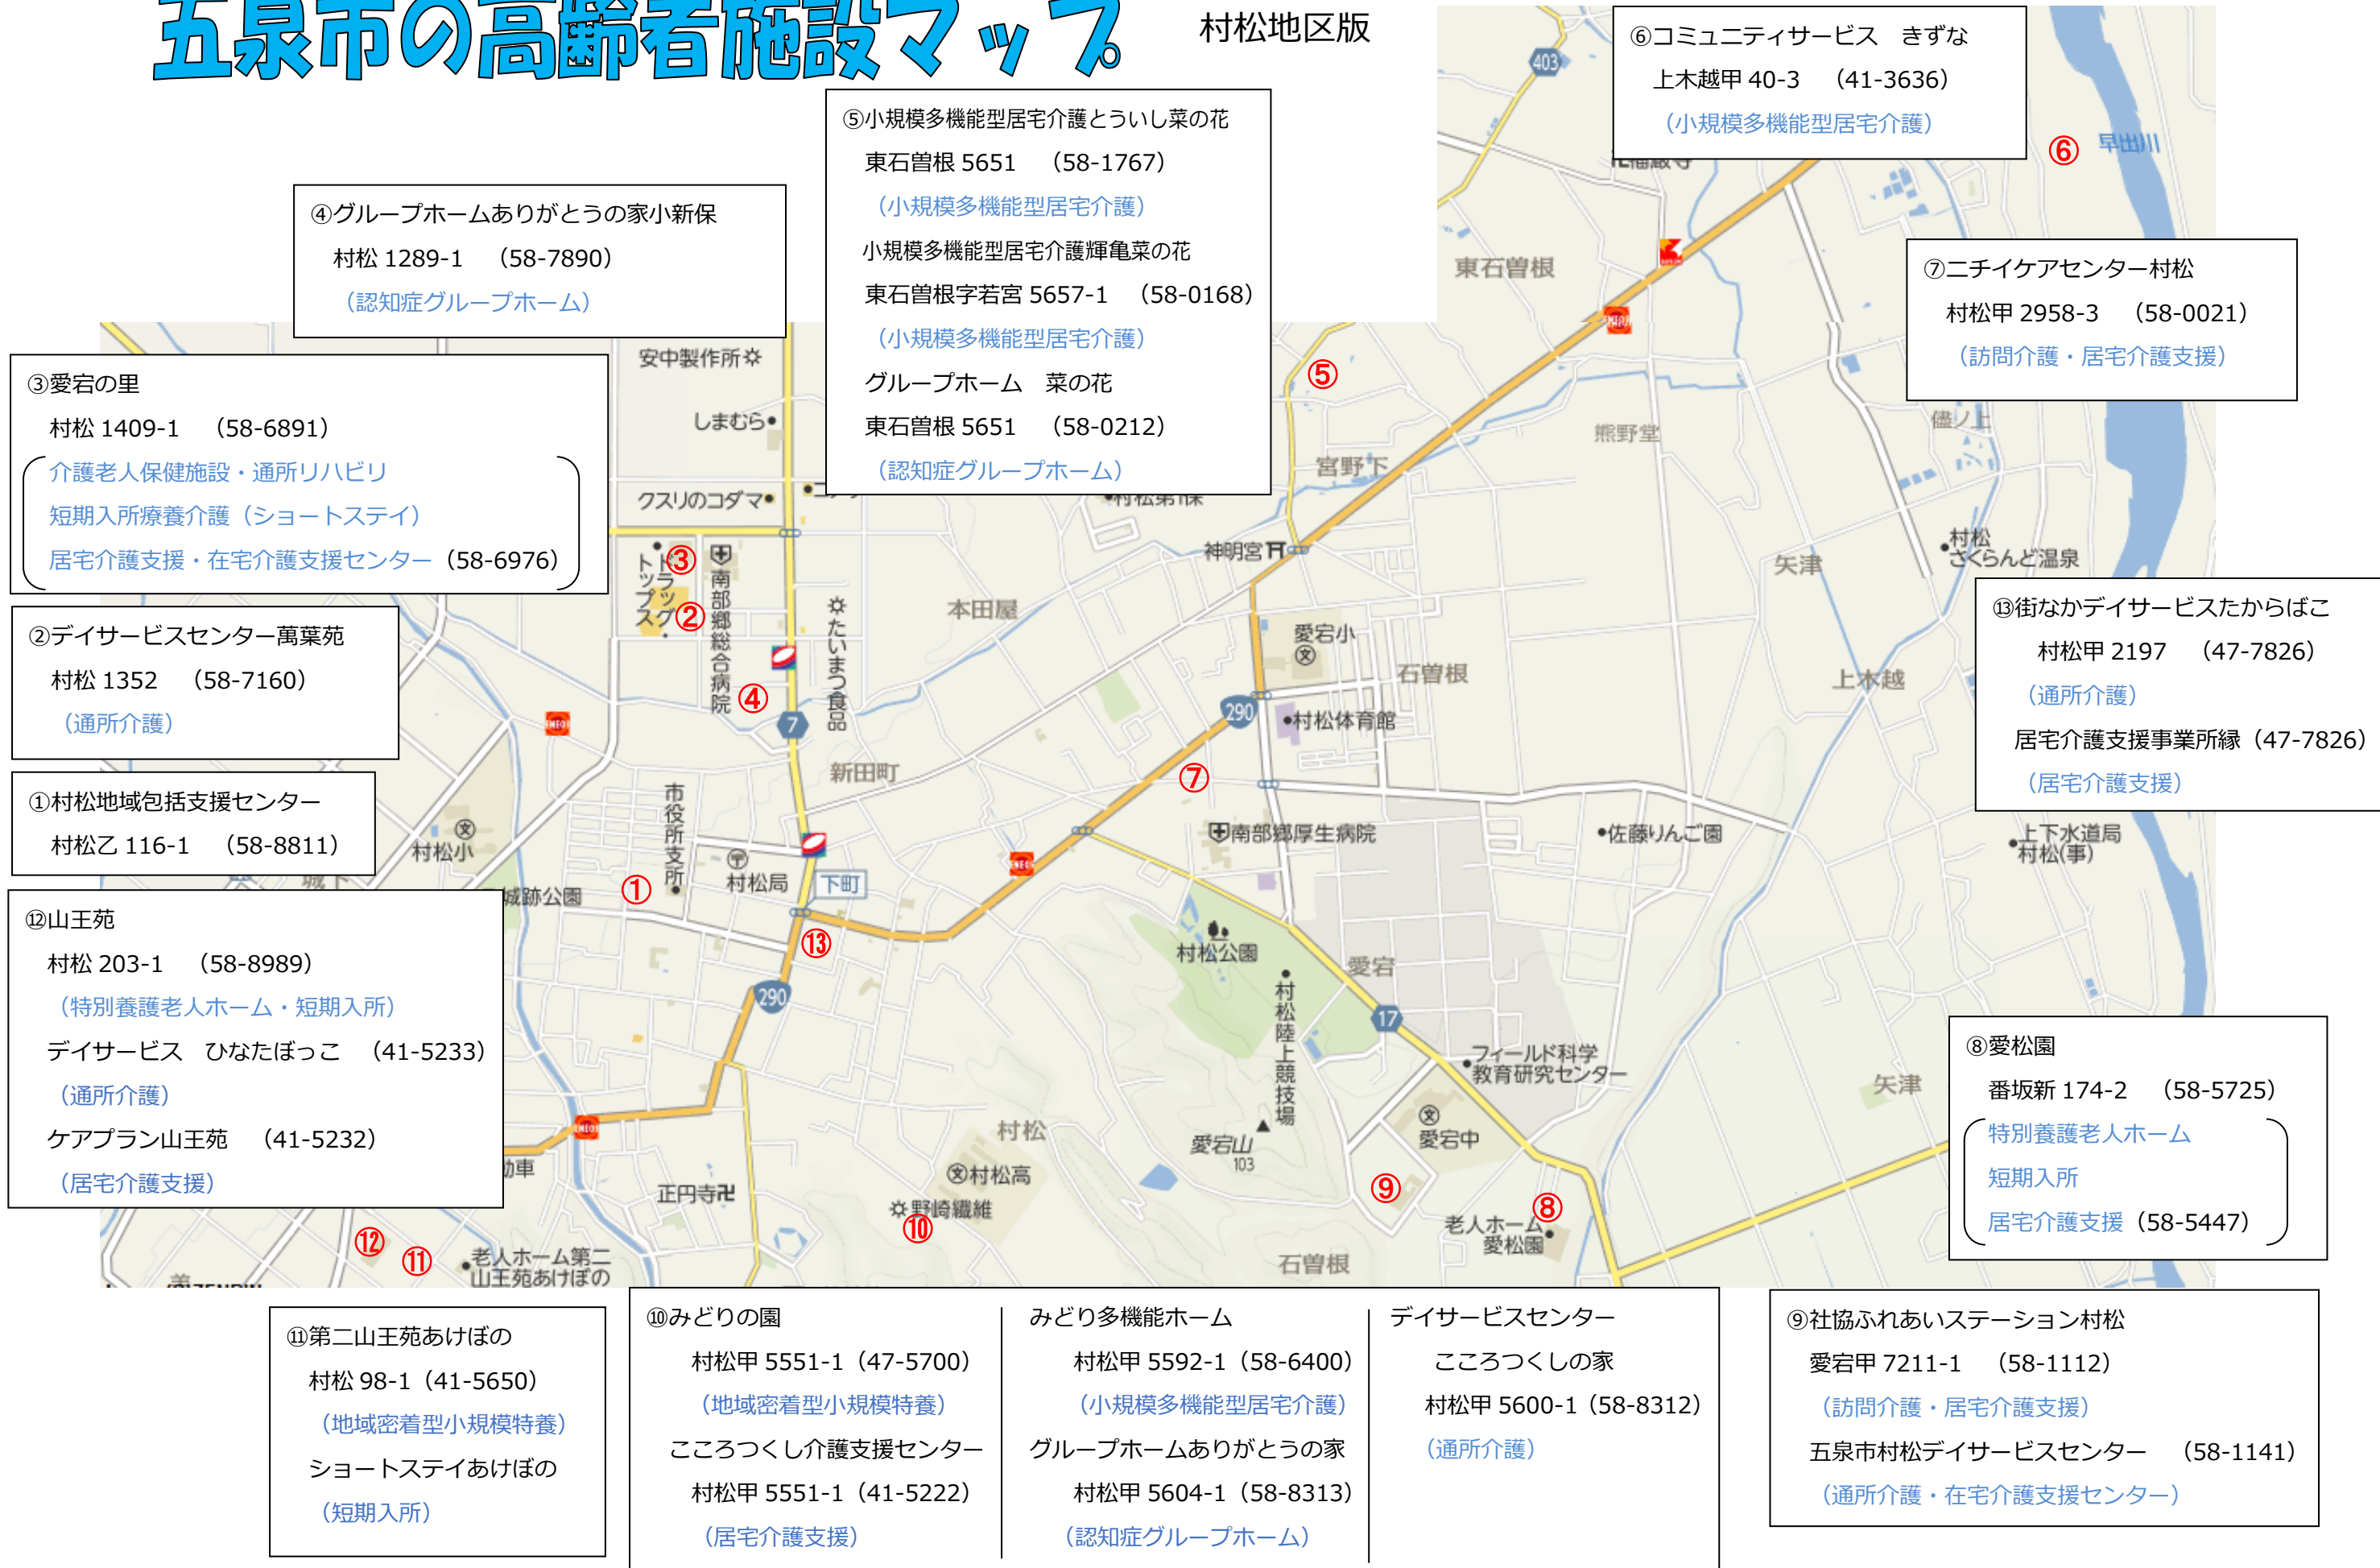 五泉市の高齢者施設マップ
村松地区版
⑥コミュニティサービス　きずな
上木越甲 40-3　（41-3636）
（小規模多機能型居宅介護）
⑤小規模多機能型居宅介護とういし菜の花
東石曽根 5651　（58-1767）
（小規模多機能型居宅介護）
小規模多機能型居宅介護輝亀菜の花
東石曽根字若宮 5657-1　（58-0168）
（小規模多機能型居宅介護）
グループホーム　菜の花
東石曽根 5651　（58-0212）
（認知症グループホーム）
④グループホームありがとうの家小新保
村松 1289-1　（58-7890）
（認知症グループホーム）
⑦ニチイケアセンター村松
村松甲 2958-3　（58-0021）
（訪問介護・居宅介護支援）
③愛宕の里
村松 1409-1　（58-6891）
介護老人保健施設・通所リハビリ
短期入所療養介護（ショートステイ）
居宅介護支援・在宅介護支援センター（58-6976）
②デイサービスセンター萬葉苑
村松 1352　（58-7160）
（通所介護）
①村松地域包括支援センター
村松乙 116-1　（58-8811）
⑬街なかデイサービスたからばこ
村松甲 2197　（47-7826）
（通所介護）
居宅介護支援事業所縁（47-7826）
（居宅介護支援）
⑫山王苑
村松 203-1　（58-8989）
（特別養護老人ホーム・短期入所）
デイサービス　ひなたぼっこ　（41-5233）
（通所介護）
ケアプラン山王苑　（41-5232）
（居宅介護支援）
⑧愛松園
番坂新 174-2　（58-5725）
特別養護老人ホーム
短期入所
居宅介護支援（58-5447）
⑪第二山王苑あけぼの
村松 98-1（41-5650）
（地域密着型小規模特養）
ショートステイあけぼの
（短期入所）
⑩みどりの園
村松甲 5551-1（47-5700）
（地域密着型小規模特養）
こころつくし介護支援センター
村松甲 5551-1（41-5222）
（居宅介護支援）
みどり多機能ホーム
村松甲 5592-1（58-6400）
（小規模多機能型居宅介護）
グループホームありがとうの家
村松甲 5604-1（58-8313）
（認知症グループホーム）
デイサービスセンター
こころつくしの家
村松甲 5600-1（58-8312）
（通所介護）
⑨社協ふれあいステーション村松
愛宕甲 7211-1　（58-1112）
（訪問介護・居宅介護支援）
五泉市村松デイサービスセンター　（58-1141）
（通所介護・在宅介護支援センター）
403
早出川
⑥
東石曽根
安中製作所
しまむら
⑤
熊野堂
儘ノ上
宮野下
クスリのコダマ
神明宮
村松
さくらんど温泉
矢津
③
ドラッグ
トップス
②
南部郷総合病院
④
たいまつ食品
本田屋
愛宕小
文
石曽根
上木越
290
村松体育館
ENEOS
7
新田町
⑦
市役所支所
文
村松小
村松局
下町
南部郷厚生病院
佐藤りんご園
上下水道局
村松(事)
城跡公園
①
⑬
村松公園
愛宕
290
村松陸上競技場
17
フィールド科学
教育研究センター
矢津
文
愛宕中
村松
愛宕山
103
文村松高
正円寺
野崎繊維
⑩
⑨
⑧
老人ホーム
愛松園
⑫
⑪
老人ホーム第二
山王苑あけぼの
石曽根